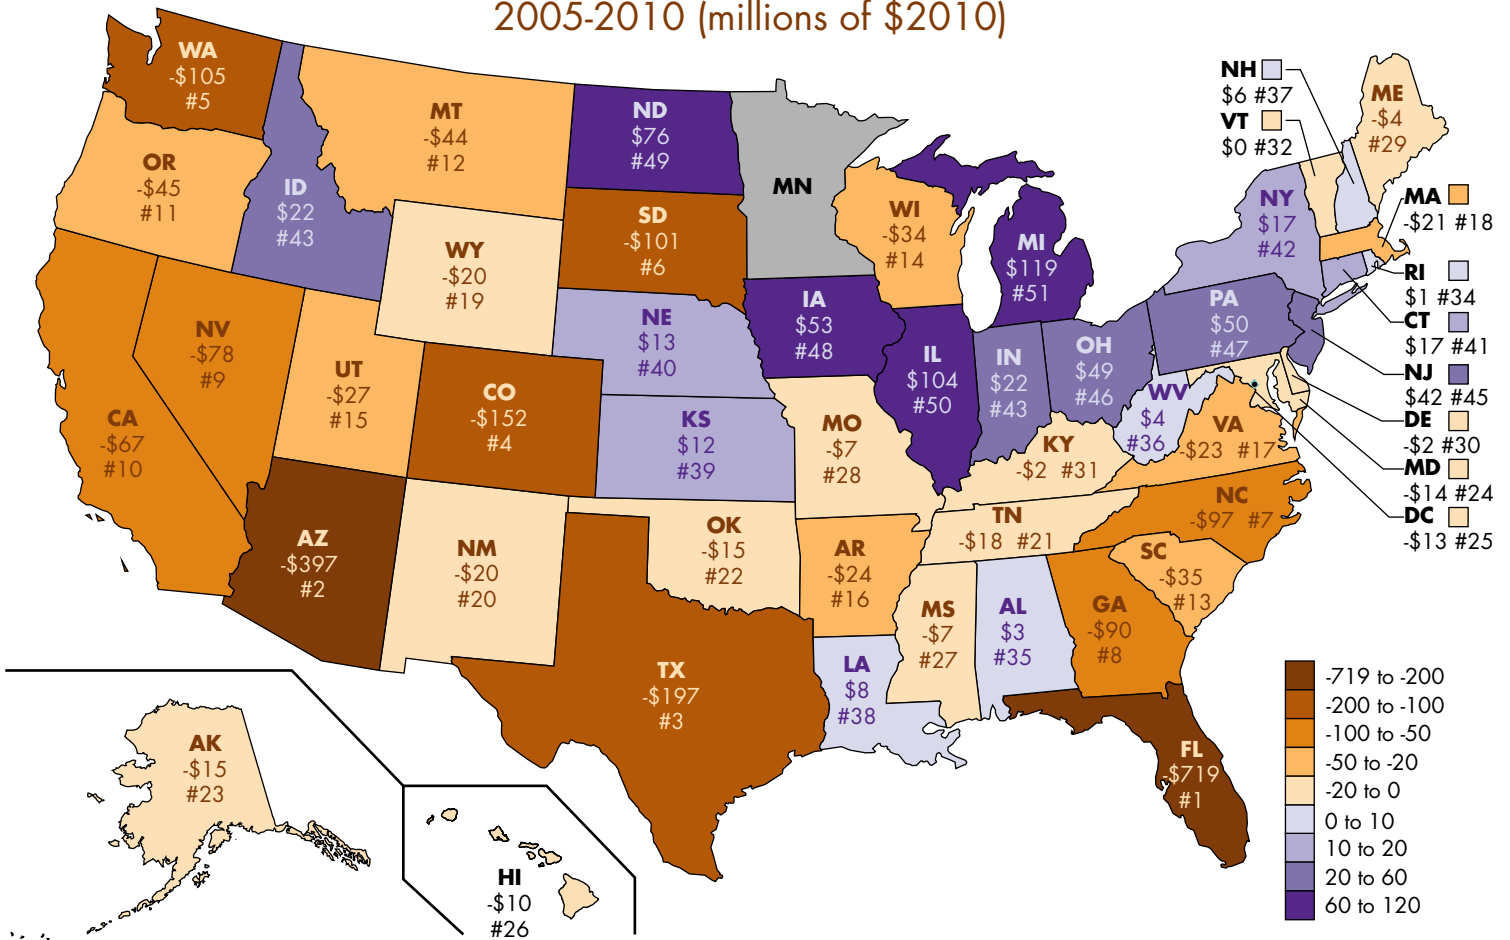 2005-2010 (millions of $2010)
WA
-$105
#5
OR
-$45
#11
CA
-$67
#10
NV
-$78
#9
ID
$22
#43
MT
-$44
#12
WY
-$20
#19
UT
-$27
#15
CO
-$152
#4
AZ
-$397
#2
NM
-$20
#20
ND
$76
#49
SD
-$101
#6
NE
$13
#40
KS
$12
#39
OK
-$15
#22
TX
-$197
#3
MN
IA
$53
#48
MO
-$7
#28
AR
-$24
#16
LA
$8
#38
WI
-$34
#14
IL
$104
#50
MI
$119
#51
IN
$22
#43
OH
$49
#46
KY
-$2 #31
TN
-$18 #21
MS
-$7
#27
AL
$3
#35
GA
-$90
#8
FL
-$719
#1
SC
-$35
#13
NC
-$97 #7
VA
-$23 #17
WV
$4
#36
PA
$50
#47
NY
$17
#42
ME
-$4
#29
NH
$6 #37
VT
$0 #32
MA
-$21 #18
RI
$1 #34
CT
$17 #41
NJ
$42 #45
DE
-$2 #30
MD
-$14 #24
DC
-$13 #25
AK
-$15
#23
HI
-$10
#26
-719 to -200
-200 to -100
-100 to -50
-50 to -20
-20 to 0
0 to 10
10 to 20
20 to 60
60 to 120